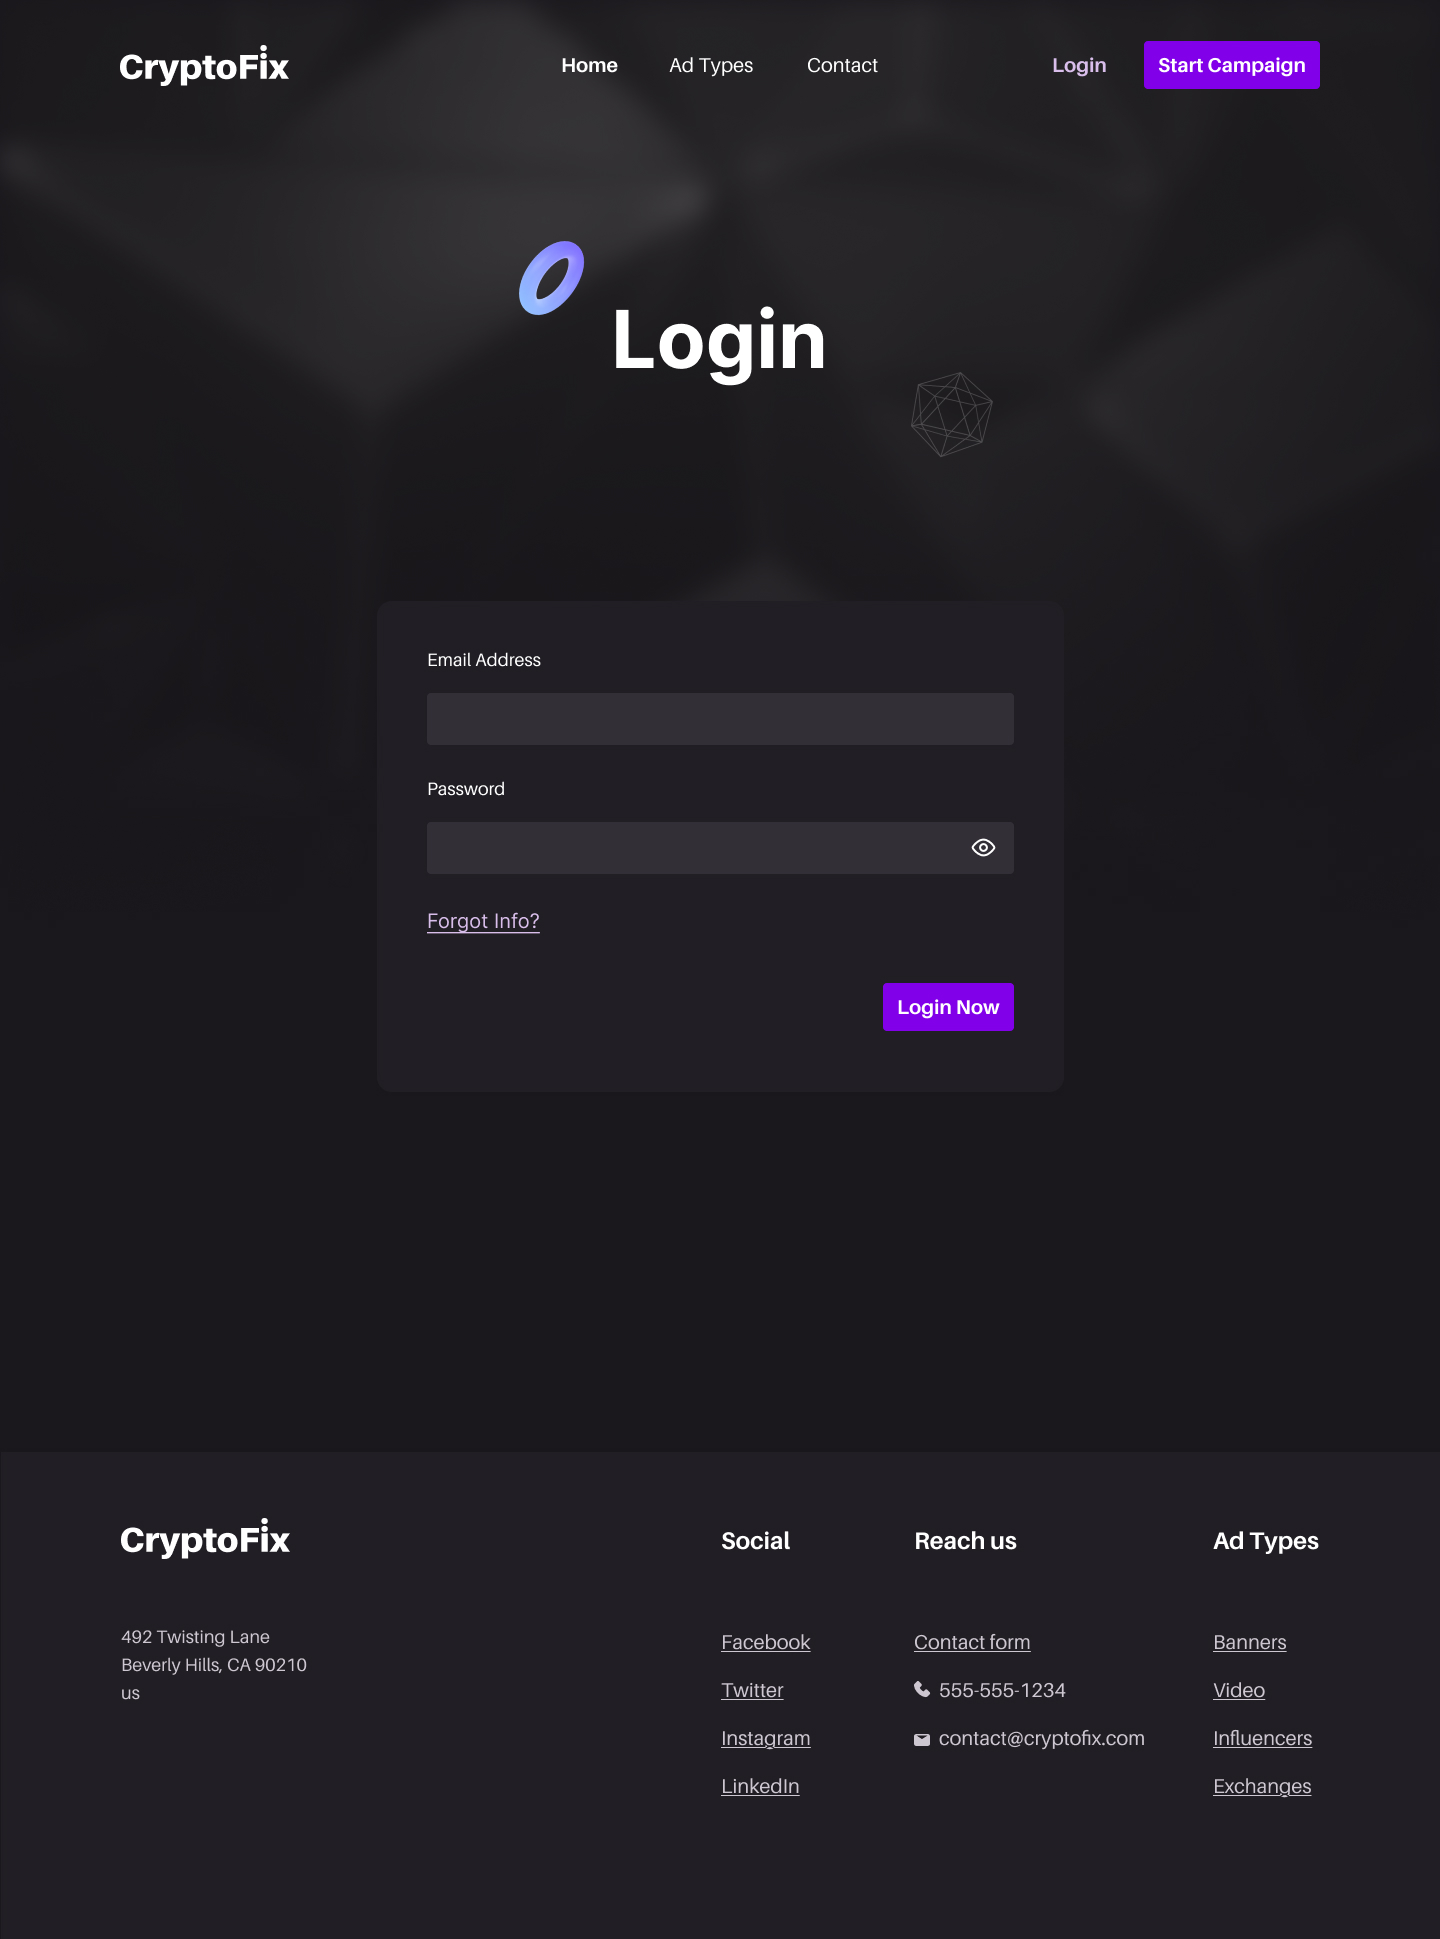 CryptoFix
Home
Ad Types
Contact
Login
Start Campaign
Login
Email Address
Password
Forgot Info?
Login Now
CryptoFix
492 Twisting Lane
Beverly Hills, CA 90210
us
Social
Facebook
Twitter
Instagram
LinkedIn
Reach us
Contact form
555-555-1234
contact@cryptofix.com
Ad Types
Banners
Video
Influencers
Exchanges